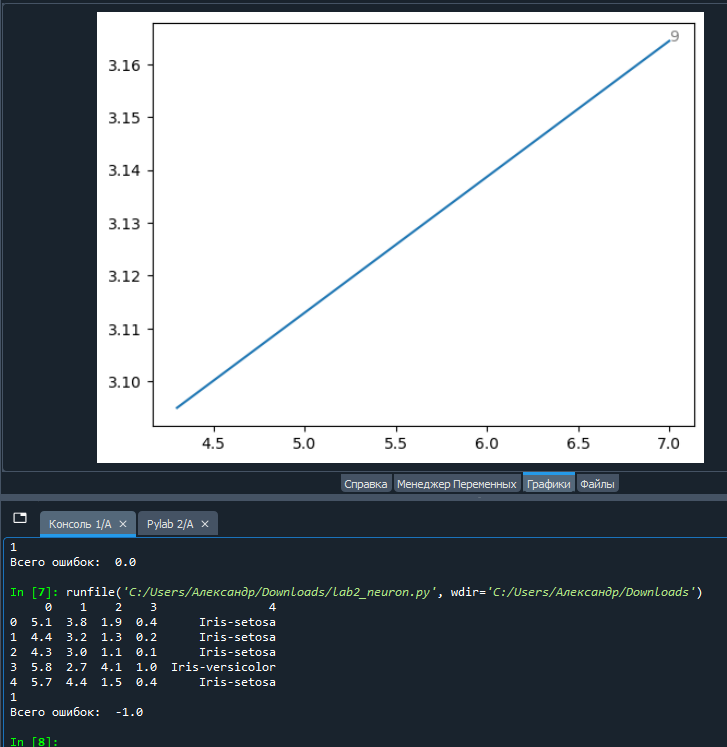 9
3.16
3.15
3.14
3.13
3.12
3.11
3.10
4.5 5.0 5.5 6.0 6.5 7.0
Справка Менеджер Переменных Графики Файлы
Консоль 1/A × Pylab 2/A ×
1
Всего ошибок:  0.0
In [7]: runfile('C:/Users/Александр/Downloads/lab2_neuron.py', wdir='C:/Users/Александр/Downloads')
0 1 2 3 4
0 5.1 3.8 1.9 0.4 Iris-setosa
1 4.4 3.2 1.3 0.2 Iris-setosa
2 4.3 3.0 1.1 0.1 Iris-setosa
3 5.8 2.7 4.1 1.0 Iris-versicolor
4 5.7 4.4 1.5 0.4 Iris-setosa
1
Всего ошибок:  -1.0
In [8]: